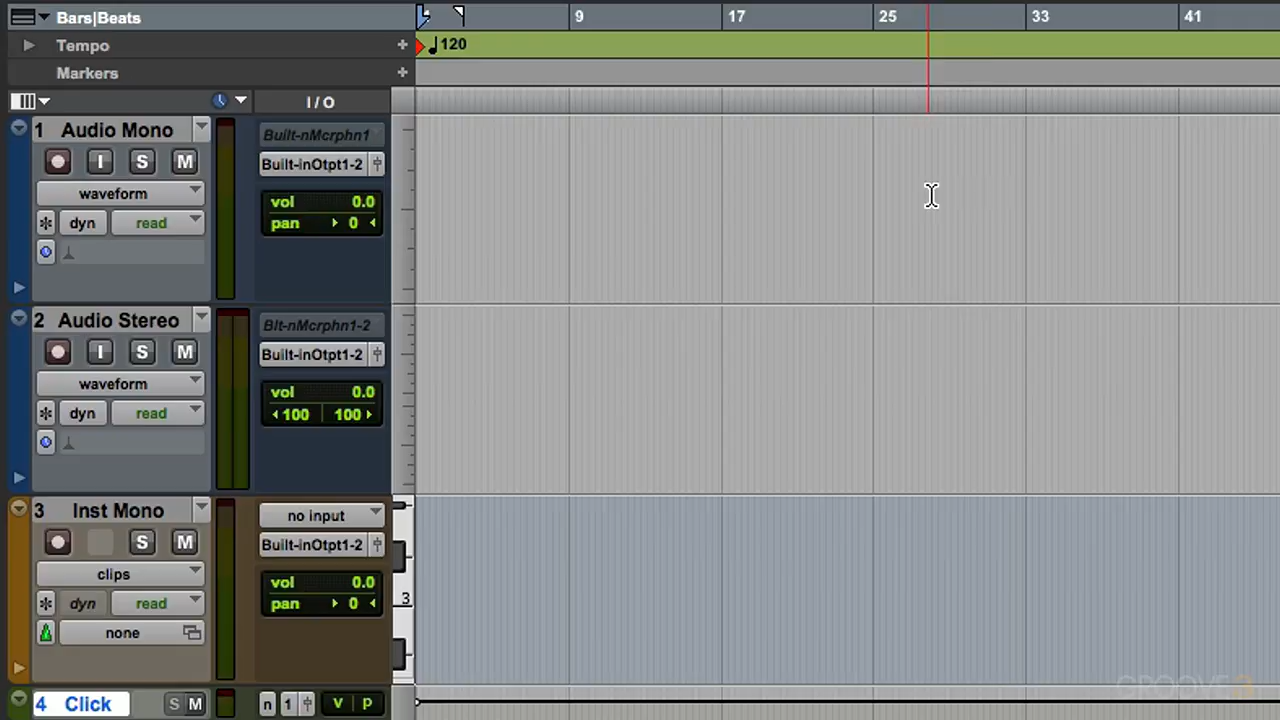 Bars|Beats 9 17 25 33 41
Tempo + 120
Markers +
I / O
1 Audio Mono Built-nMcrphn1
I S M Built-inOtpt1-2
waveform vol 0.0
dyn read pan 0
2 Audio Stereo Blt-nMcrphn1-2
I S M Built-inOtpt1-2
waveform vol 0.0
dyn read 100 100
3 Inst Mono no input
S M Built-inOtpt1-2
clips vol 0.0
dyn read pan 0 3
none
4 Click S M n 1 v p
GROOVE3